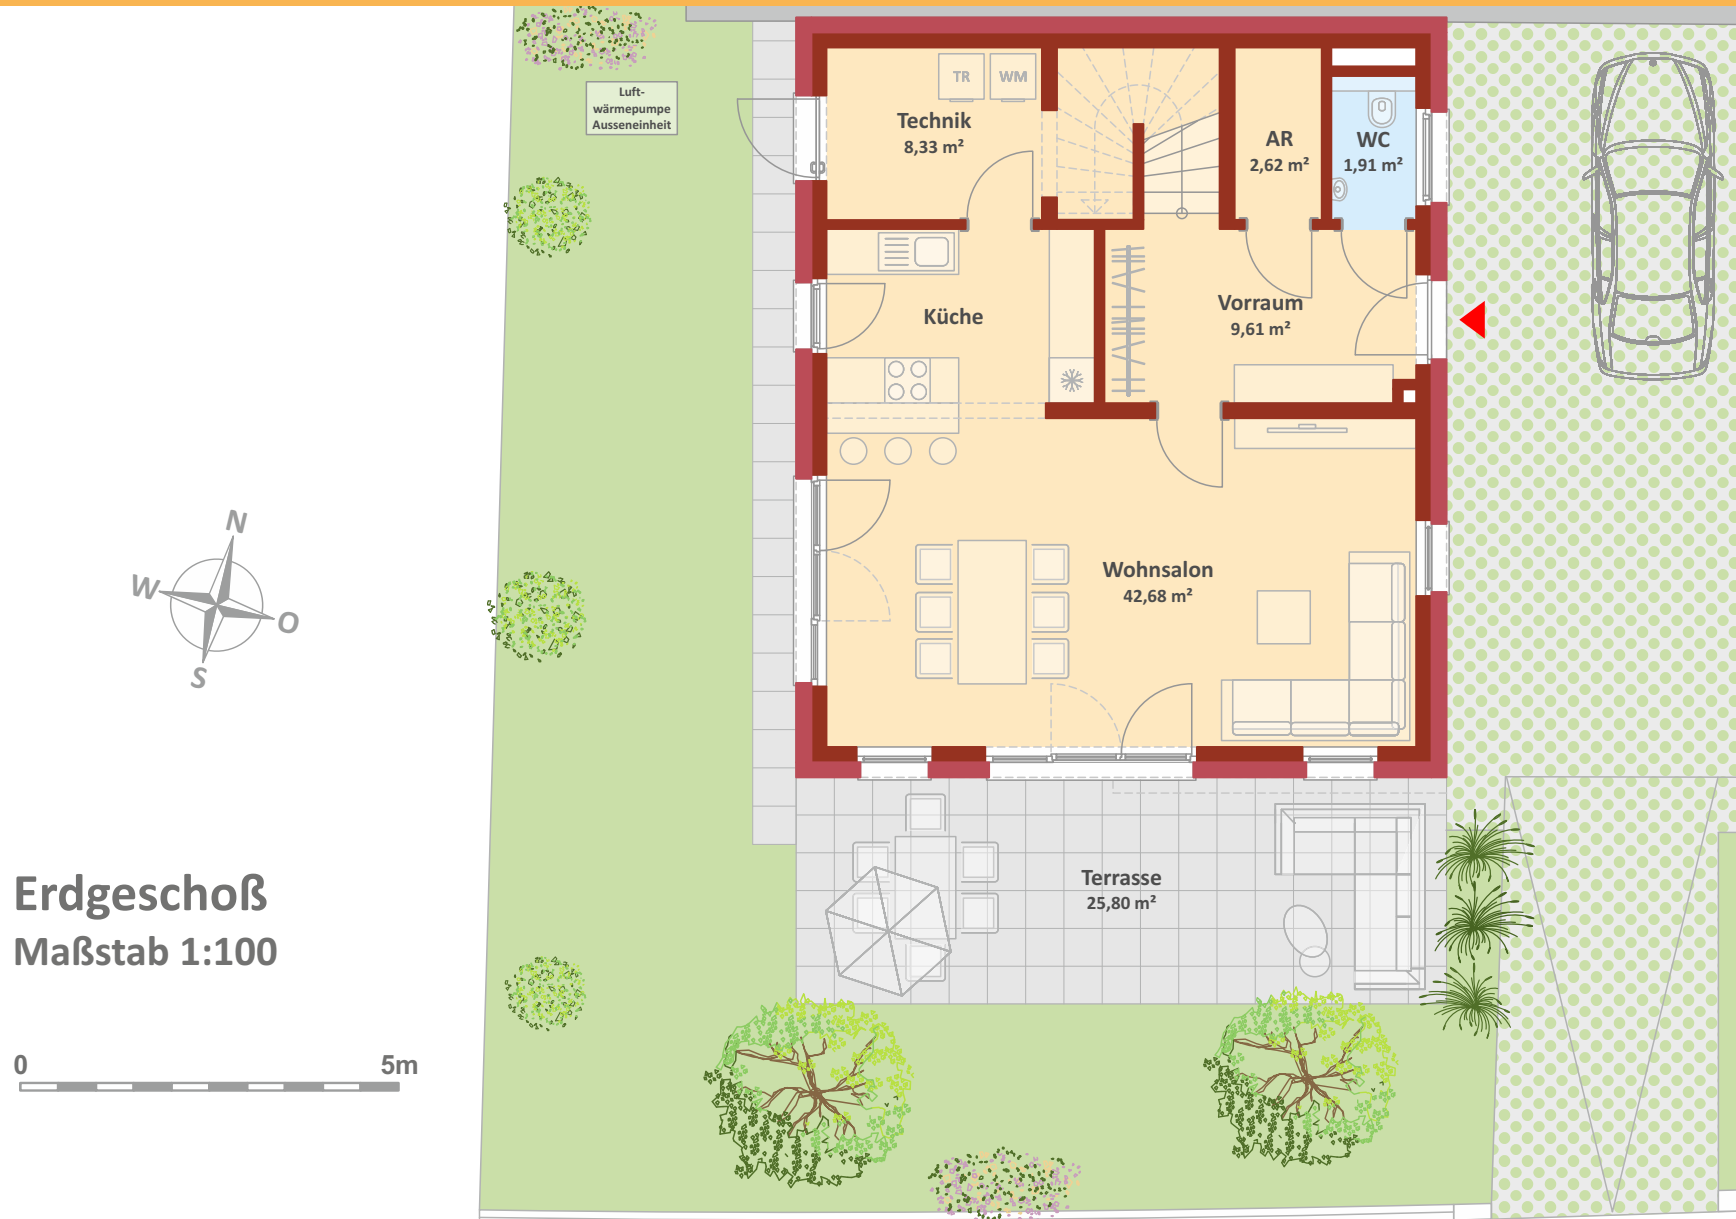 Luft-
wärmepumpe
Ausseneinheit
TR
WM
Technik
8,33 m²
AR
2,62 m²
WC
1,91 m²
Küche
Vorraum
9,61 m²
N
W
O
S
Wohnsalon
42,68 m²
Terrasse
25,80 m²
Erdgeschoß
Maßstab 1:100
0
5m